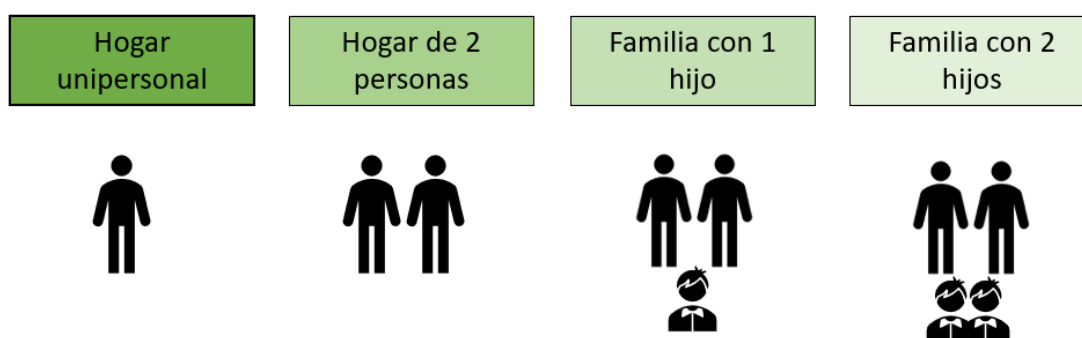 Hogar
unipersonal
Hogar de 2
personas
Familia con 1
hijo
Familia con 2
hijos